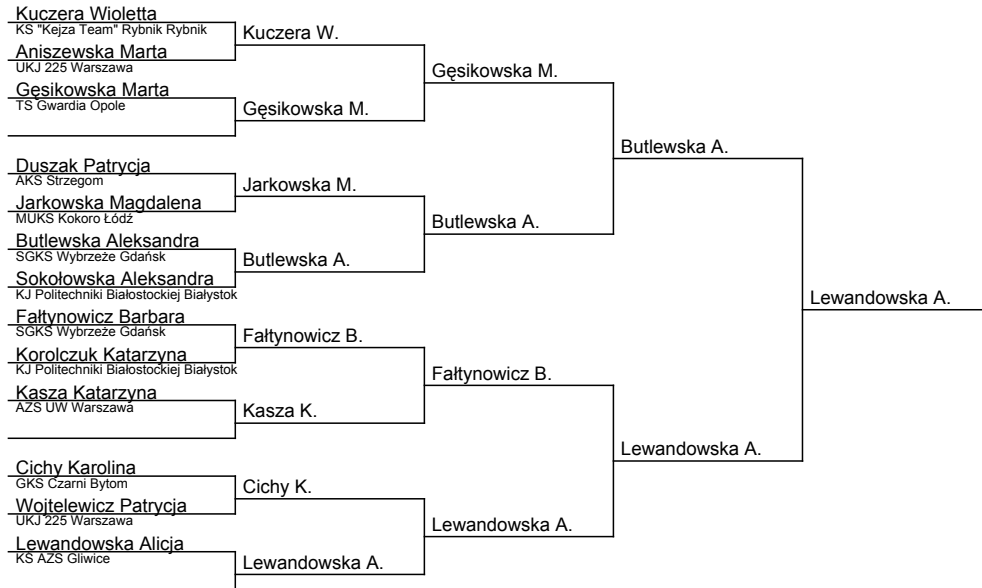 Kuczera Wioletta
KS "Kejza Team" Rybnik Rybnik
Kuczera W.
Aniszewska Marta
UKJ 225 Warszawa
Gęsikowska M.
Gęsikowska Marta
TS Gwardia Opole
Gęsikowska M.
Butlewska A.
Duszak Patrycja
AKS Strzegom
Jarkowska M.
Jarkowska Magdalena
MUKS Kokoro Łódź
Butlewska A.
Butlewska Aleksandra
SGKS Wybrzeże Gdańsk
Butlewska A.
Sokołowska Aleksandra
KJ Politechniki Białostockiej Białystok
Lewandowska A.
Fałtynowicz Barbara
SGKS Wybrzeże Gdańsk
Fałtynowicz B.
Korolczuk Katarzyna
KJ Politechniki Białostockiej Białystok
Fałtynowicz B.
Kasza Katarzyna
AZS UW Warszawa
Kasza K.
Lewandowska A.
Cichy Karolina
GKS Czarni Bytom
Cichy K.
Wojtelewicz Patrycja
UKJ 225 Warszawa
Lewandowska A.
Lewandowska Alicja
KS AZS Gliwice
Lewandowska A.